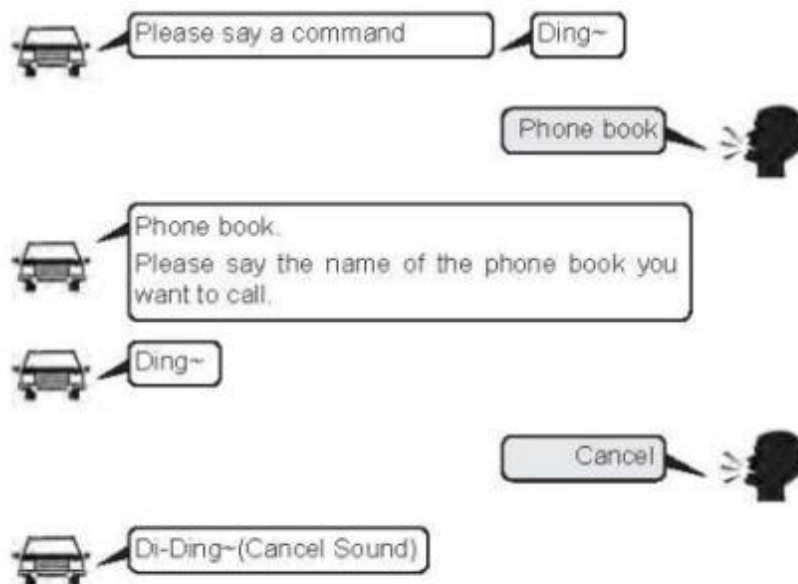 Please say a command
Ding~
Phone book
Phone book.
Please say the name of the phone book you
want to call.
Ding~
Cancel
Di-Ding~(Cancel Sound)